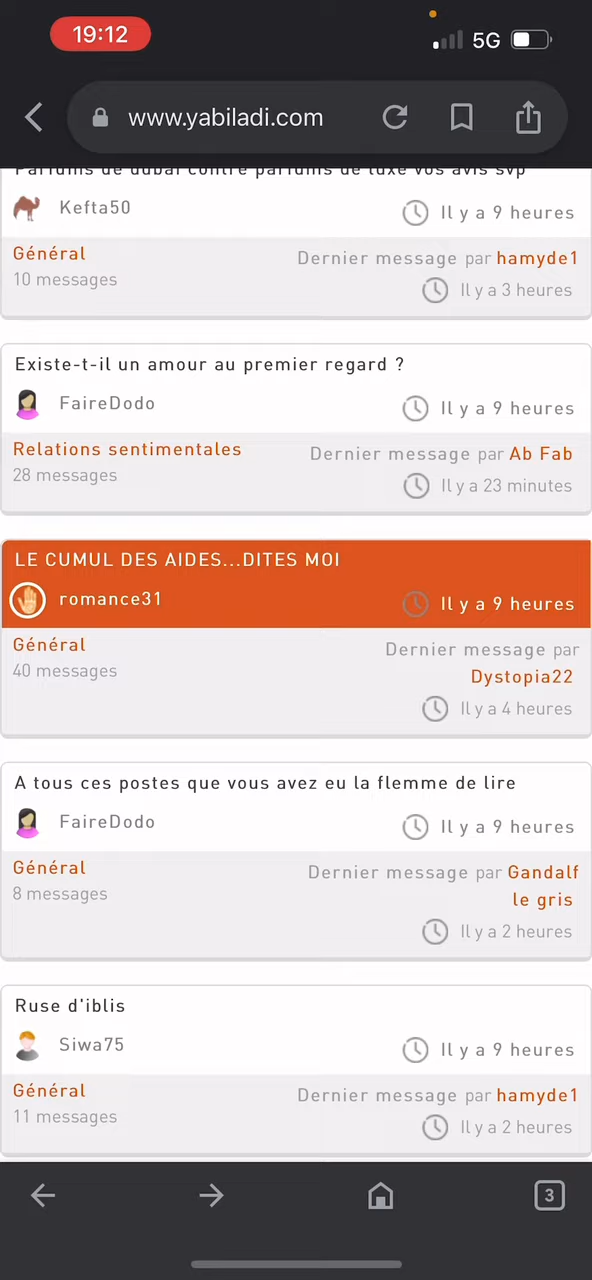 19:12
5G
www.yabiladi.com
Parfums de dubai contre parfums de luxe vos avis svp
Kefta50
Il y a 9 heures
Général
Dernier message par hamyde1
10 messages
Il y a 3 heures
Existe-t-il un amour au premier regard ?
FaireDodo
Il y a 9 heures
Relations sentimentales
Dernier message par Ab Fab
28 messages
Il y a 23 minutes
LE CUMUL DES AIDES...DITES MOI
romance31
Il y a 9 heures
Général
Dernier message par
40 messages
Dystopia22
Il y a 4 heures
A tous ces postes que vous avez eu la flemme de lire
FaireDodo
Il y a 9 heures
Général
Dernier message par Gandalf
8 messages
le gris
Il y a 2 heures
Ruse d'iblis
Siwa75
Il y a 9 heures
Général
Dernier message par hamyde1
11 messages
Il y a 2 heures
3